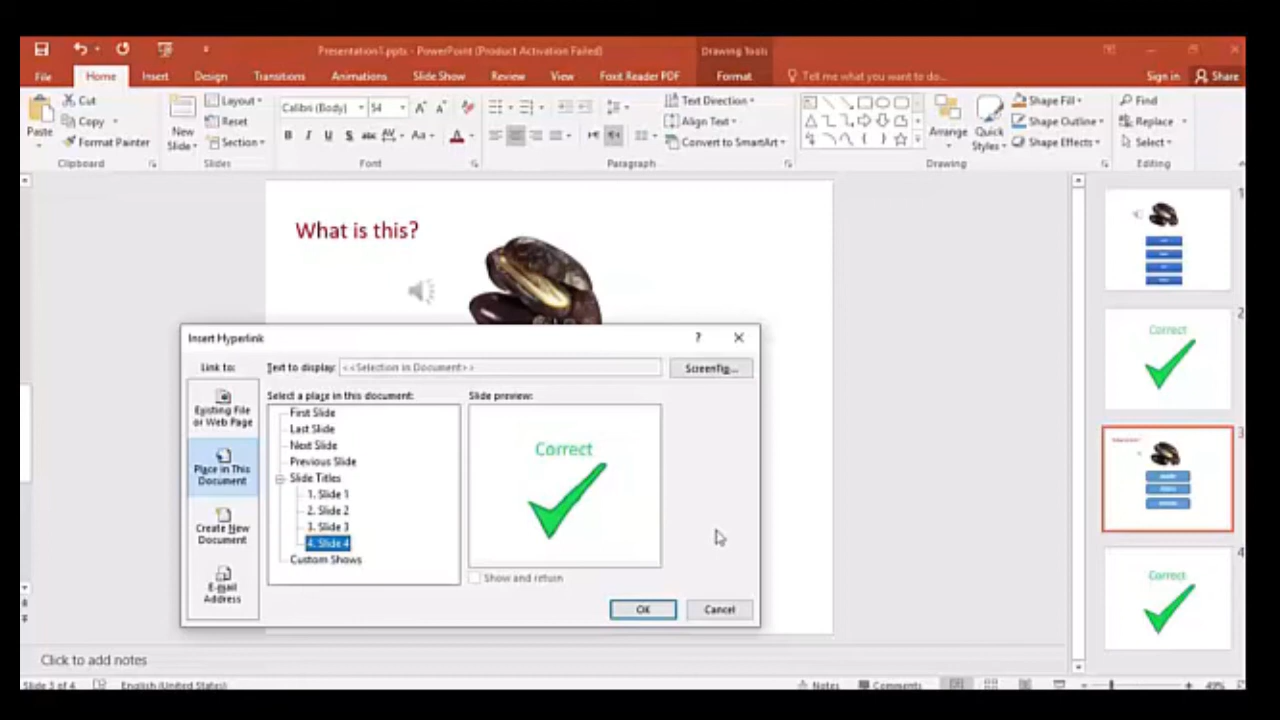 Presentation1.pptx - PowerPoint (Product Activation Failed)
Drawing Tools
File Home Insert Design Transitions Animations Slide Show Review View Foxit Reader PDF Format Tell me what you want to do... Sign in Share
Cut
Copy
Format Painter
Paste
Clipboard
New
Slide
Layout
Reset
Section
Slides
Calibri (Body) 54
Font
Paragraph
Text Direction
Align Text
Convert to SmartArt
Arrange
Quick
Styles
Shape Fill
Shape Outline
Shape Effects
Drawing
Find
Replace
Select
Editing
What is this?
Insert Hyperlink
Link to:
Text to display: <<Selection in Document>>
ScreenTip...
Existing File
or Web Page
Place in This
Document
Create New
Document
E-mail
Address
Select a place in this document:
First Slide
Last Slide
Next Slide
Previous Slide
Slide Titles
1. Slide 1
2. Slide 2
3. Slide 3
4. Slide 4
Custom Shows
Slide preview:
Correct
Show and return
OK
Cancel
1
2
Correct
3
4
Correct
Click to add notes
Slide 3 of 4
English (United States)
Notes
Comments
49%